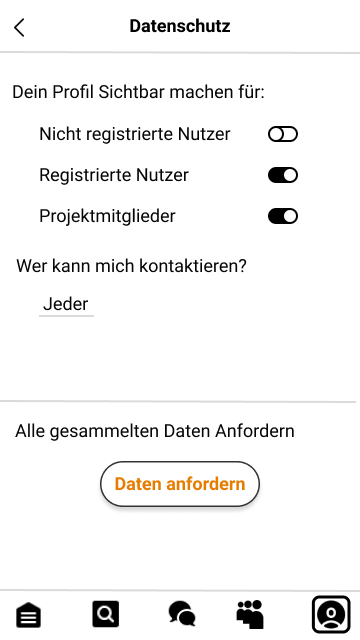 Datenschutz
Dein Profil Sichtbar machen für:
Nicht registrierte Nutzer
Registrierte Nutzer
Projektmitglieder
Wer kann mich kontaktieren?
Jeder
Alle gesammelten Daten Anfordern
Daten anfordern